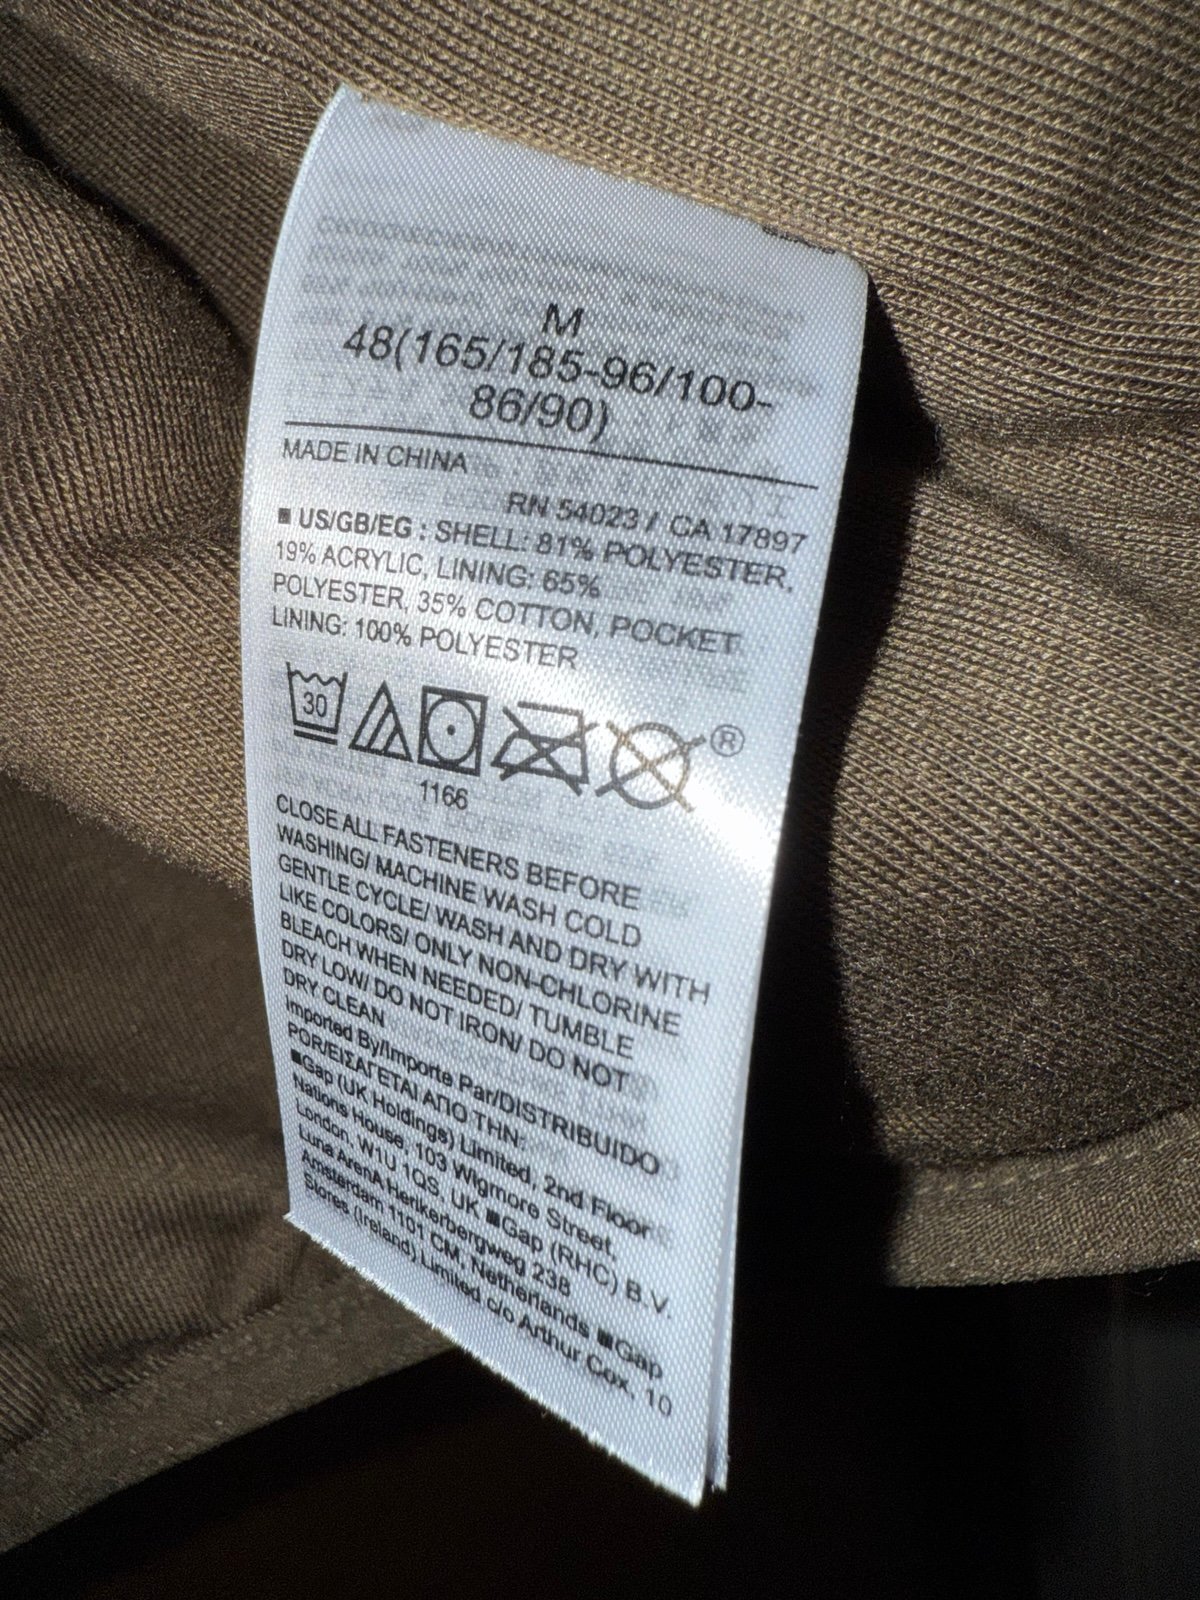 M
48(165/185-96/100-
86/90)
MADE IN CHINA
RN 54023 / CA 17897
■ US/GB/EG : SHELL: 81% POLYESTER,
19% ACRYLIC, LINING: 65%
POLYESTER, 35% COTTON, POCKET
LINING: 100% POLYESTER
30
®
1166
CLOSE ALL FASTENERS BEFORE
WASHING/ MACHINE WASH COLD
GENTLE CYCLE/ WASH AND DRY WITH
LIKE COLORS/ ONLY NON-CHLORINE
BLEACH WHEN NEEDED/ TUMBLE
DRY LOW/ DO NOT IRON/ DO NOT
DRY CLEAN
Imported By/Importe Par/DISTRIBUIDO
POR/ΕΙΣΑΓΕΤΑΙ ΑΠΟ ΤΗΝ:
■Gap (UK Holdings) Limited, 2nd Floor
Nations House, 103 Wigmore Street,
London, W1U 1QS, UK ■Gap (RHC) B.V.
Luna ArenA Herikerbergweg 238
Amsterdam 1101 CM, Netherlands ■Gap
Stores (Ireland) Limited c/o Arthur Cox, 10